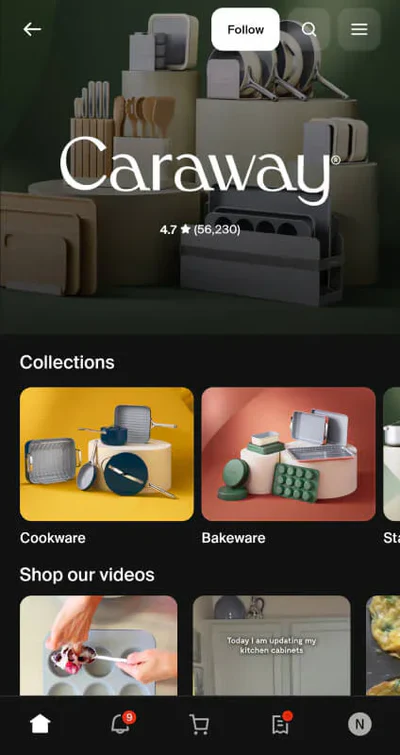 Follow
Caraway®
4.7 ★ (56,230)
Collections
Cookware
Bakeware
Sta
Shop our videos
Today I am updating my
kitchen cabinets
9
N